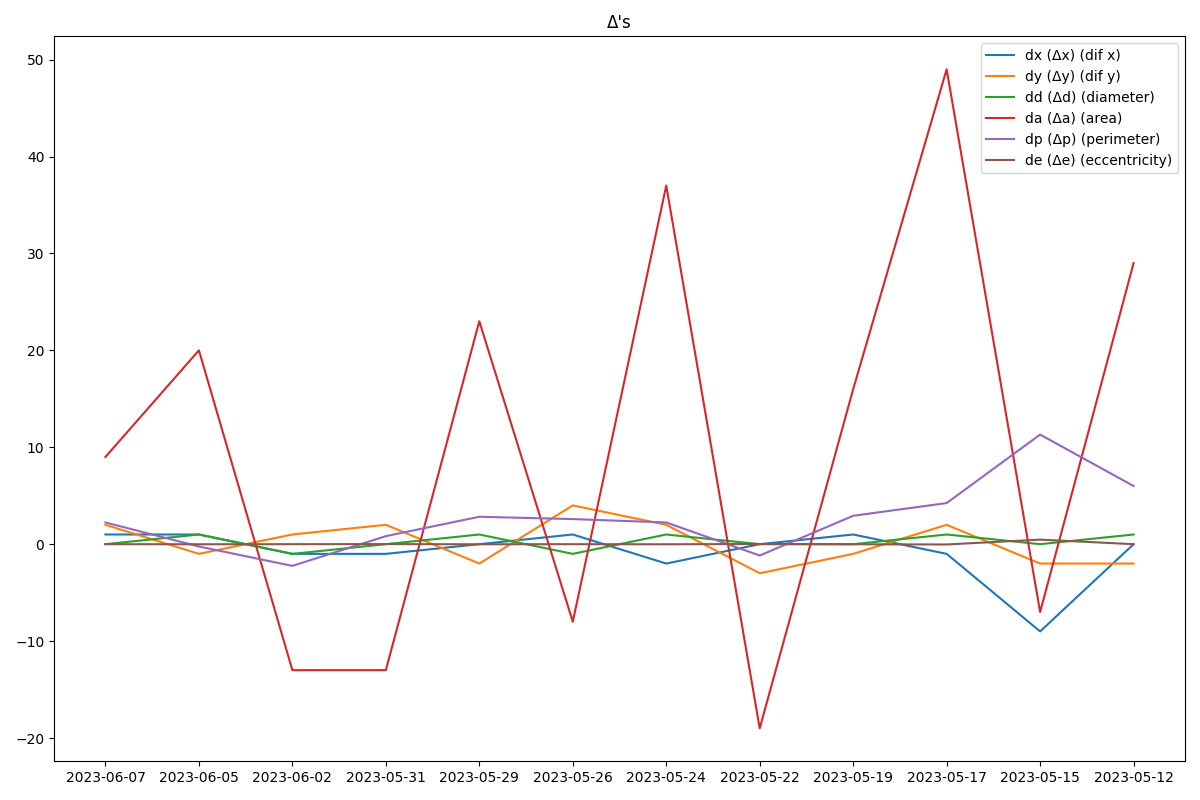 Δ's
dx (Δx) (dif x)
dy (Δy) (dif y)
dd (Δd) (diameter)
da (Δa) (area)
dp (Δp) (perimeter)
de (Δe) (eccentricity)
50
40
30
20
10
0
−10
−20
2023-06-07 2023-06-05 2023-06-02 2023-05-31 2023-05-29 2023-05-26 2023-05-24 2023-05-22 2023-05-19 2023-05-17 2023-05-15 2023-05-12